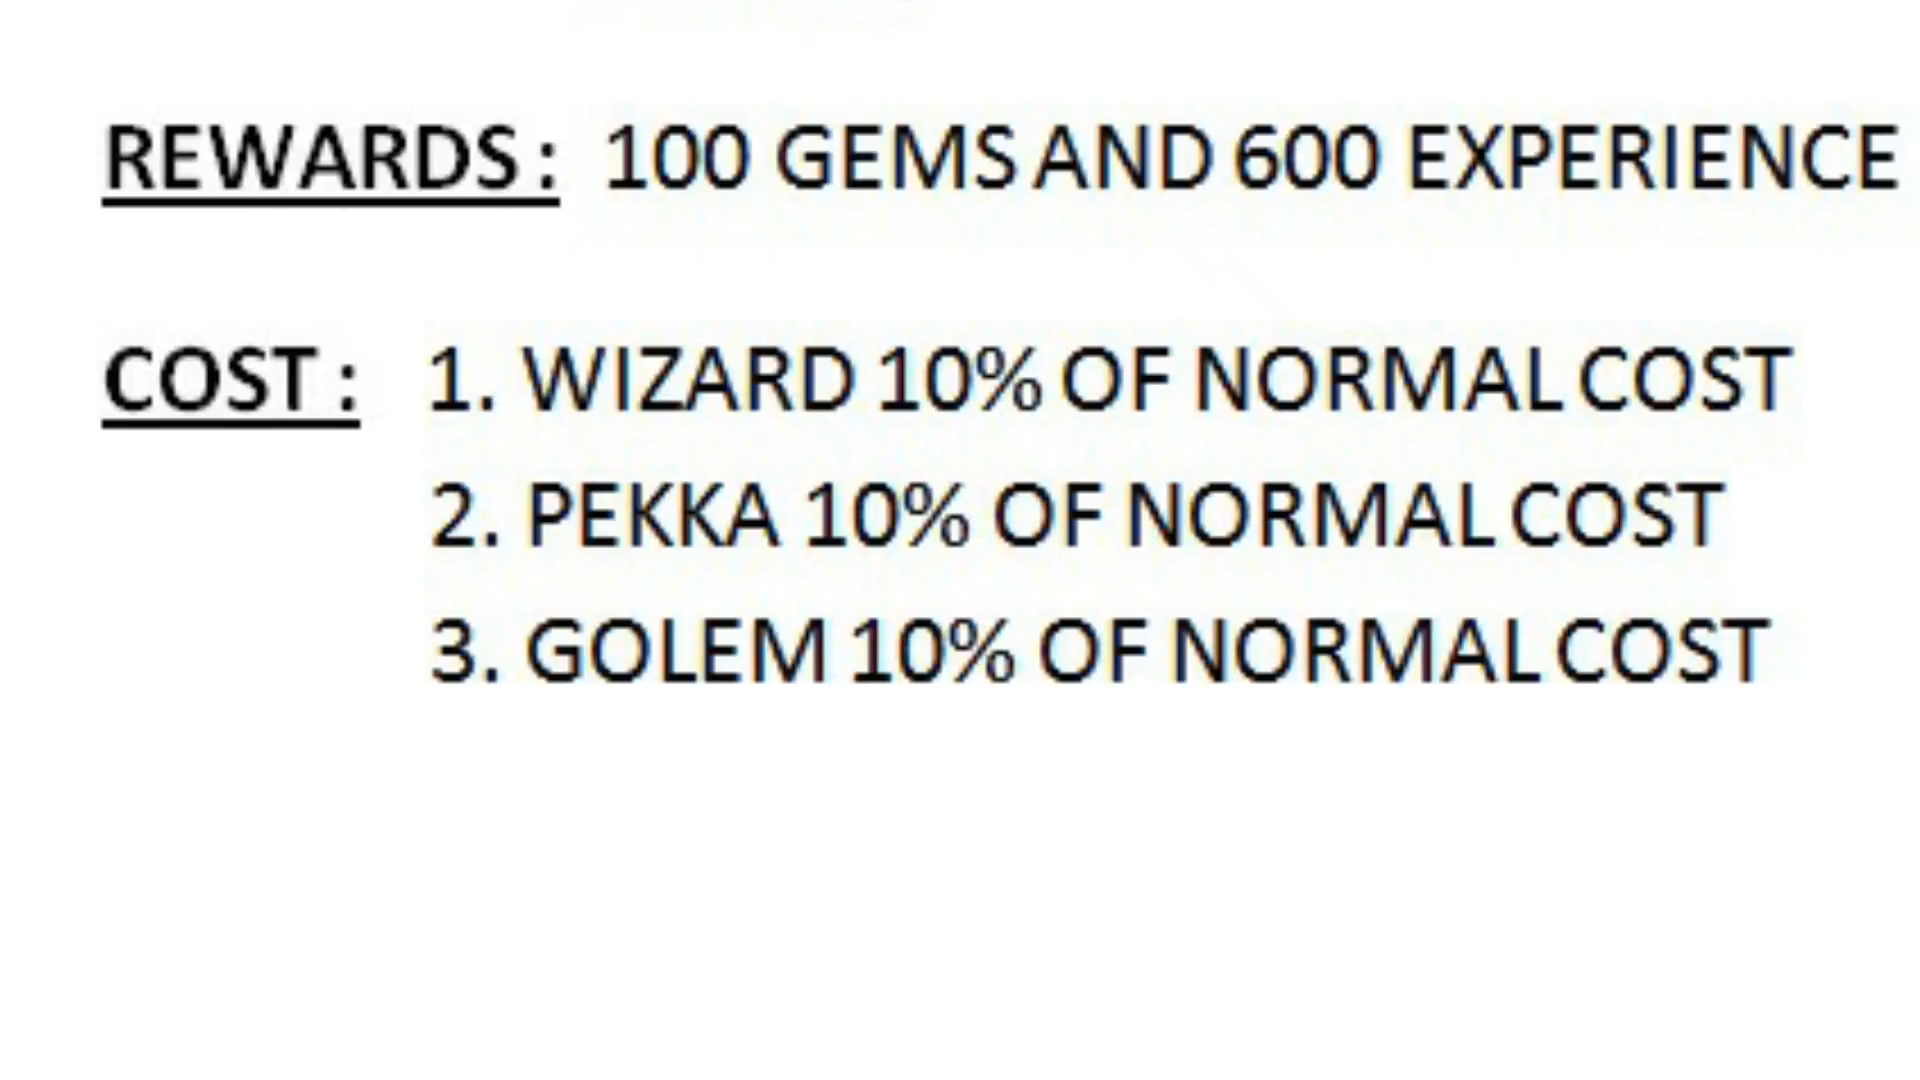 REWARDS : 100 GEMS AND 600 EXPERIENCE
COST : 1. WIZARD 10% OF NORMAL COST
2. PEKKA 10% OF NORMAL COST
3. GOLEM 10% OF NORMAL COST